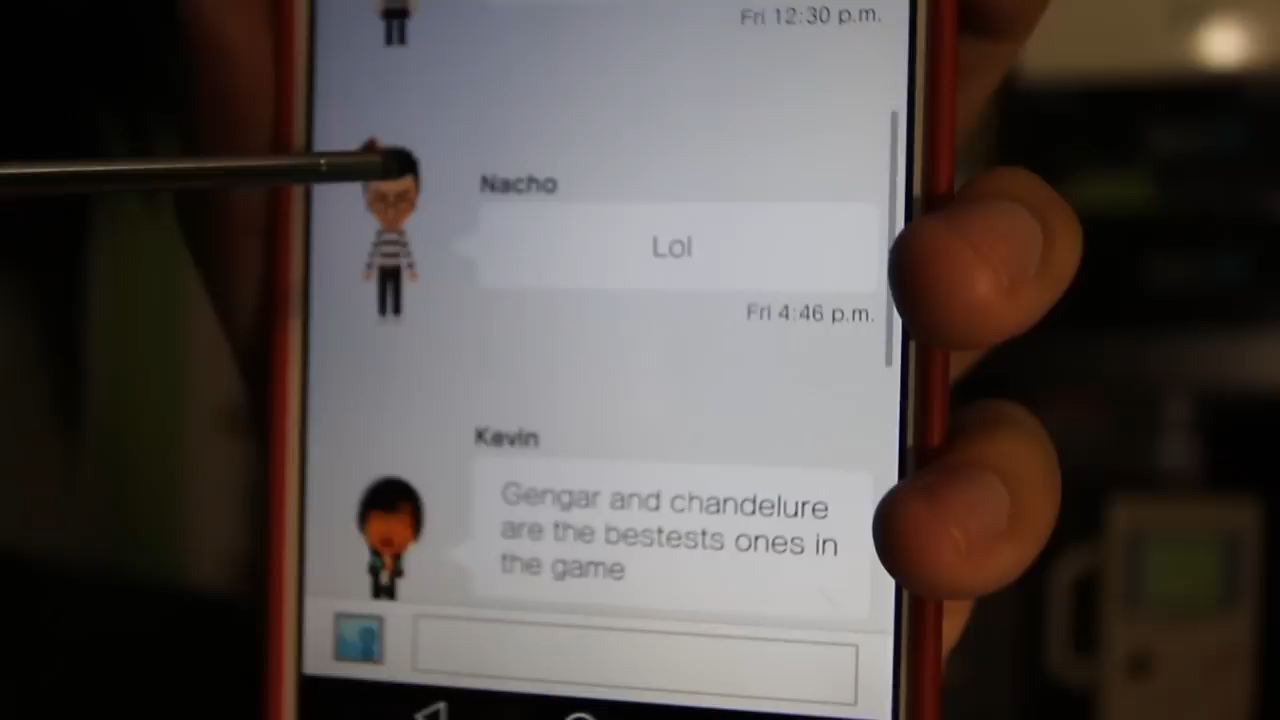 Fri 12:30 p.m.
Nacho
Lol
Fri 4:46 p.m.
Kevin
Gengar and chandelure
are the bestests ones in
the game